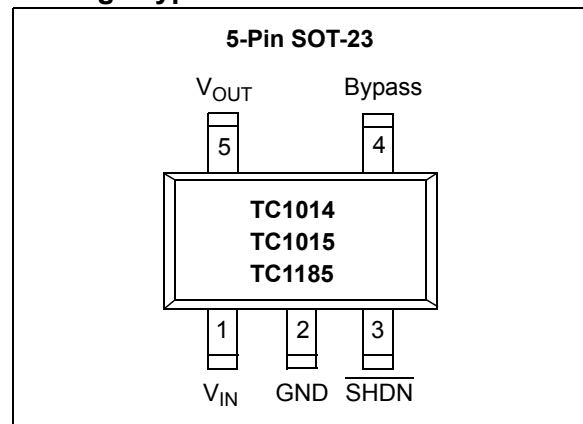 5-Pin SOT-23
VOUT Bypass
5 4
TC1014
TC1015
TC1185
1 2 3
VIN GND SHDN